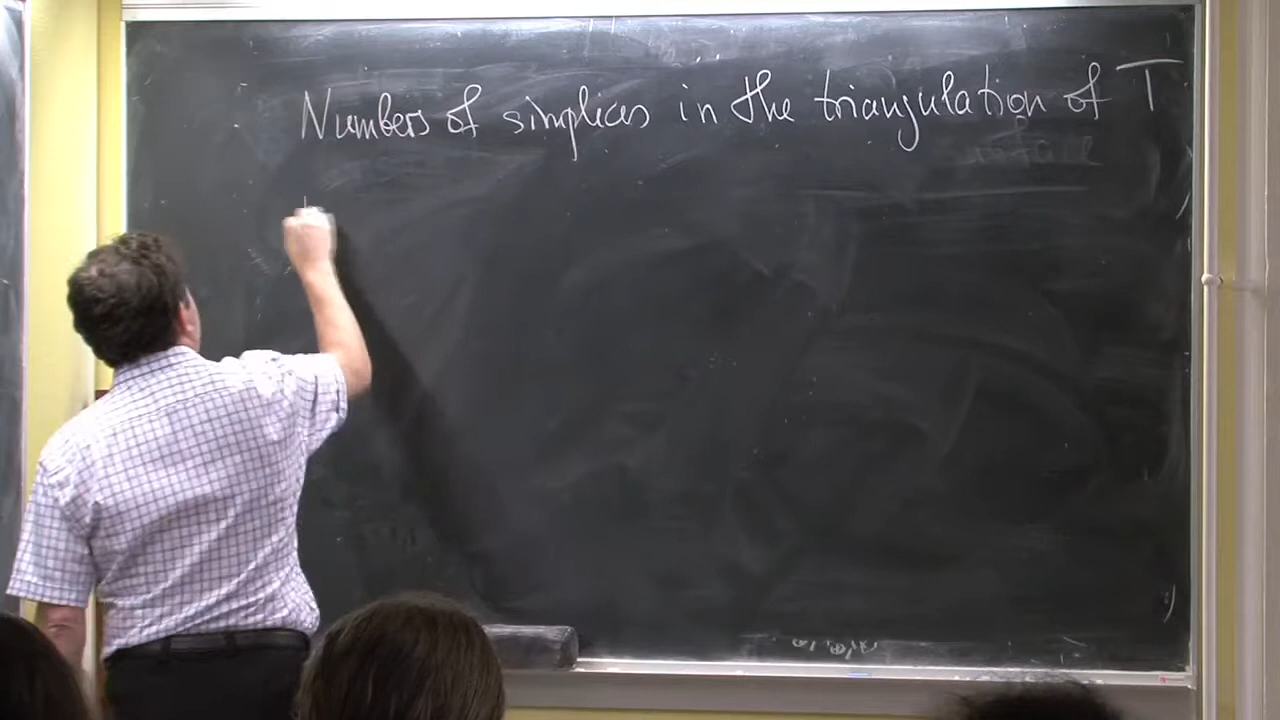 Numbers of simplices in the triangulation of T